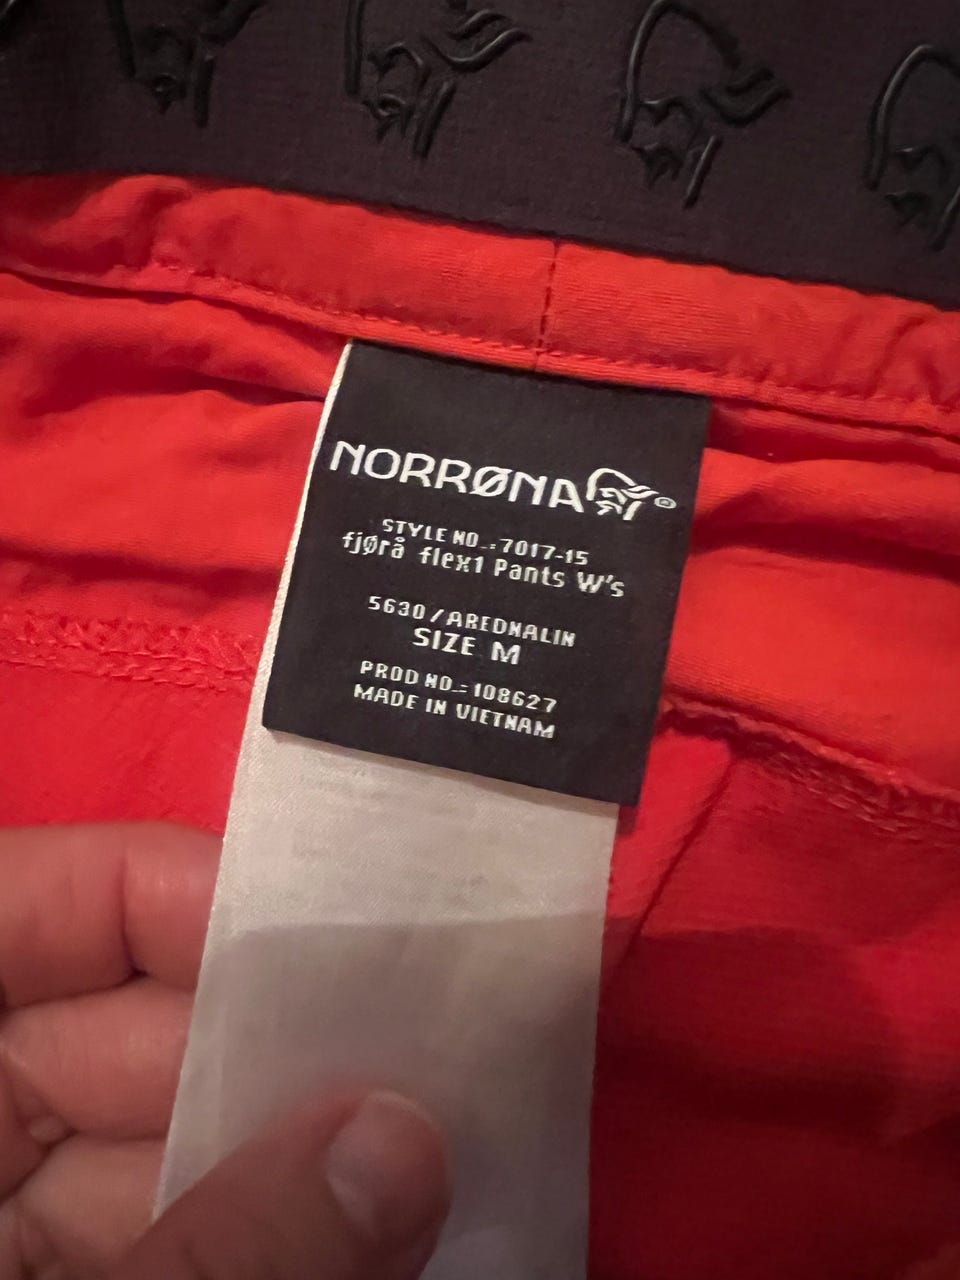 NORRØNA®
STYLE NO.:7017-15
fjørå flex1 Pants W's
5630/AREDNALIN
SIZE M
PROD NO.:108627
MADE IN VIETNAM